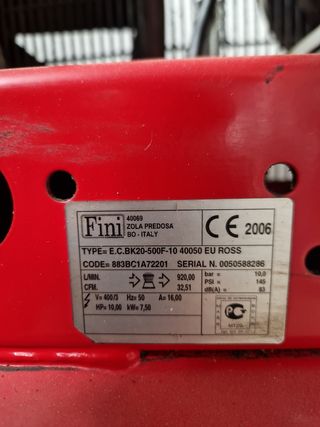 Fini
40069
ZOLA PREDOSA
BO - ITALY
CE 2006
TYPE= E.C.BK20-500F-10 40050 EU ROSS
CODE= 883BC1A72201 SERIAL N. 0050588286
L/MIN. 920,00
CFM. 32,51
bar = 10,0
PSI = 145
dB(A) = 83
V= 400/3 Hz= 50 A= 16,00
HP= 10,00 kW= 7,50